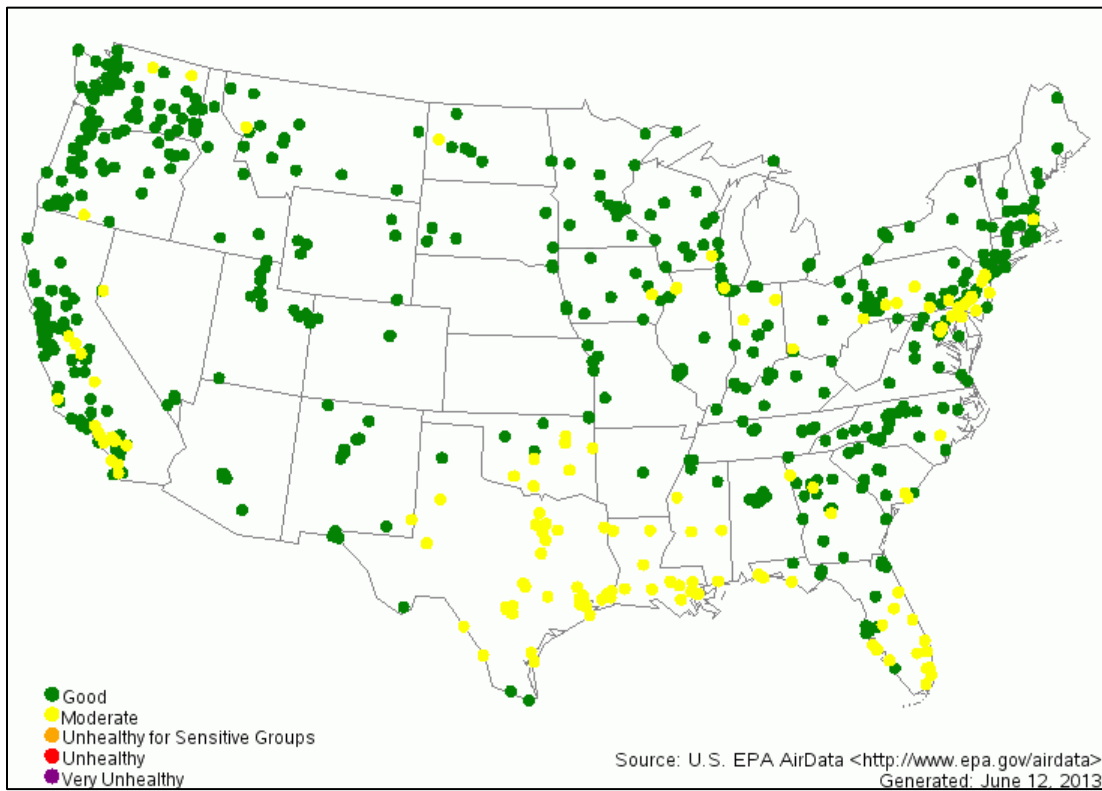 Good
Moderate
Unhealthy for Sensitive Groups
Unhealthy
Very Unhealthy
Source: U.S. EPA AirData <http://www.epa.gov/airdata>
Generated: June 12, 2013